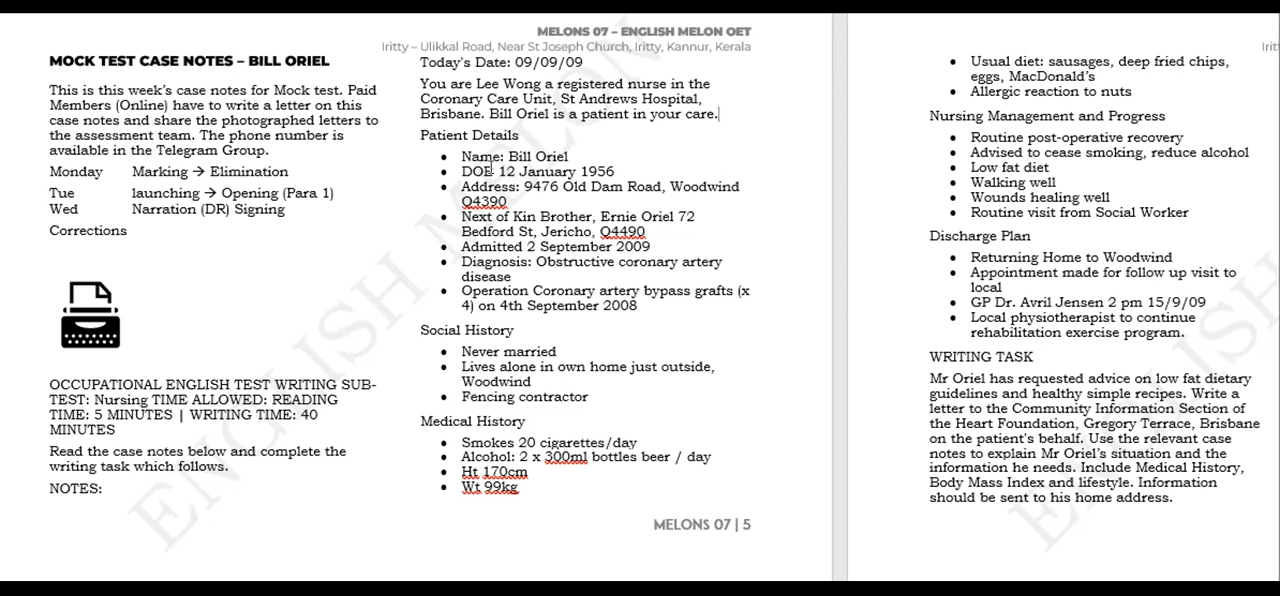 MELONS 07 – ENGLISH MELON OET
Iritty – Ulikkal Road, Near St Joseph Church, Iritty, Kannur, Kerala
MOCK TEST CASE NOTES – BILL ORIEL
This is this week's case notes for Mock test. Paid
Members (Online) have to write a letter on this
case notes and share the photographed letters to
the assessment team. The phone number is
available in the Telegram Group.
Monday Marking → Elimination
Tue launching → Opening (Para 1)
Wed Narration (DR) Signing
Corrections
OCCUPATIONAL ENGLISH TEST WRITING SUB-
TEST: Nursing TIME ALLOWED: READING
TIME: 5 MINUTES | WRITING TIME: 40
MINUTES
Read the case notes below and complete the
writing task which follows.
NOTES:
Today's Date: 09/09/09
You are Lee Wong a registered nurse in the
Coronary Care Unit, St Andrews Hospital,
Brisbane. Bill Oriel is a patient in your care.
Patient Details
• Name: Bill Oriel
• DOB: 12 January 1956
• Address: 9476 Old Dam Road, Woodwind
Q4390
• Next of Kin Brother, Ernie Oriel 72
Bedford St, Jericho, Q4490
• Admitted 2 September 2009
• Diagnosis: Obstructive coronary artery
disease
• Operation Coronary artery bypass grafts (x
4) on 4th September 2008
Social History
• Never married
• Lives alone in own home just outside,
Woodwind
• Fencing contractor
Medical History
• Smokes 20 cigarettes/day
• Alcohol: 2 x 300ml bottles beer / day
• Ht 170cm
• Wt 99kg
MELONS 07 | 5
Irit
• Usual diet: sausages, deep fried chips,
eggs, MacDonald's
• Allergic reaction to nuts
Nursing Management and Progress
• Routine post-operative recovery
• Advised to cease smoking, reduce alcohol
• Low fat diet
• Walking well
• Wounds healing well
• Routine visit from Social Worker
Discharge Plan
• Returning Home to Woodwind
• Appointment made for follow up visit to
local
• GP Dr. Avril Jensen 2 pm 15/9/09
• Local physiotherapist to continue
rehabilitation exercise program.
WRITING TASK
Mr Oriel has requested advice on low fat dietary
guidelines and healthy simple recipes. Write a
letter to the Community Information Section of
the Heart Foundation, Gregory Terrace, Brisbane
on the patient's behalf. Use the relevant case
notes to explain Mr Oriel's situation and the
information he needs. Include Medical History,
Body Mass Index and lifestyle. Information
should be sent to his home address.
ENGLISH MELON
ENGLISH